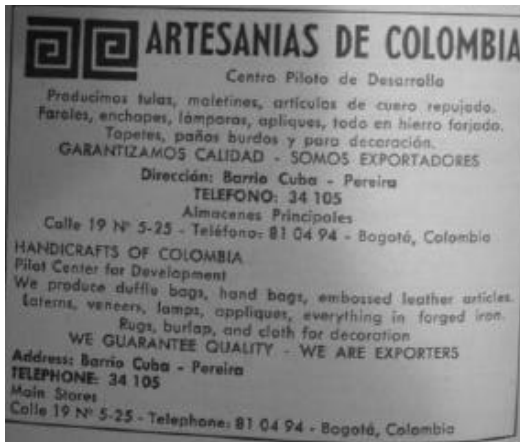 ARTESANIAS DE COLOMBIA
Centro Piloto de Desarrollo
Producimos tulas, maletines, artículos de cuero repujado.
Faroles, enchapes, lámparas, apliques, todo en hierro forjado.
Tapetes, paños burdos y para decoración.
GARANTIZAMOS CALIDAD - SOMOS EXPORTADORES
Dirección: Barrio Cuba - Pereira
TELEFONO: 34 105
Almacenes Principales
Calle 19 Nº 5-25 - Teléfono: 81 04 94 - Bogotá, Colombia
HANDICRAFTS OF COLOMBIA
Pilot Center for Development
We produce duffle bags, hand bags, embossed leather articles.
Laterns, veneers, lamps, appliques, everything in forged iron.
Rugs, burlap, and cloth for decoration
WE GUARANTEE QUALITY - WE ARE EXPORTERS
Address: Barrio Cuba - Pereira
TELEPHONE: 34 105
Main Stores
Calle 19 Nº 5-25 - Telephone: 81 04 94 - Bogotá, Colombia